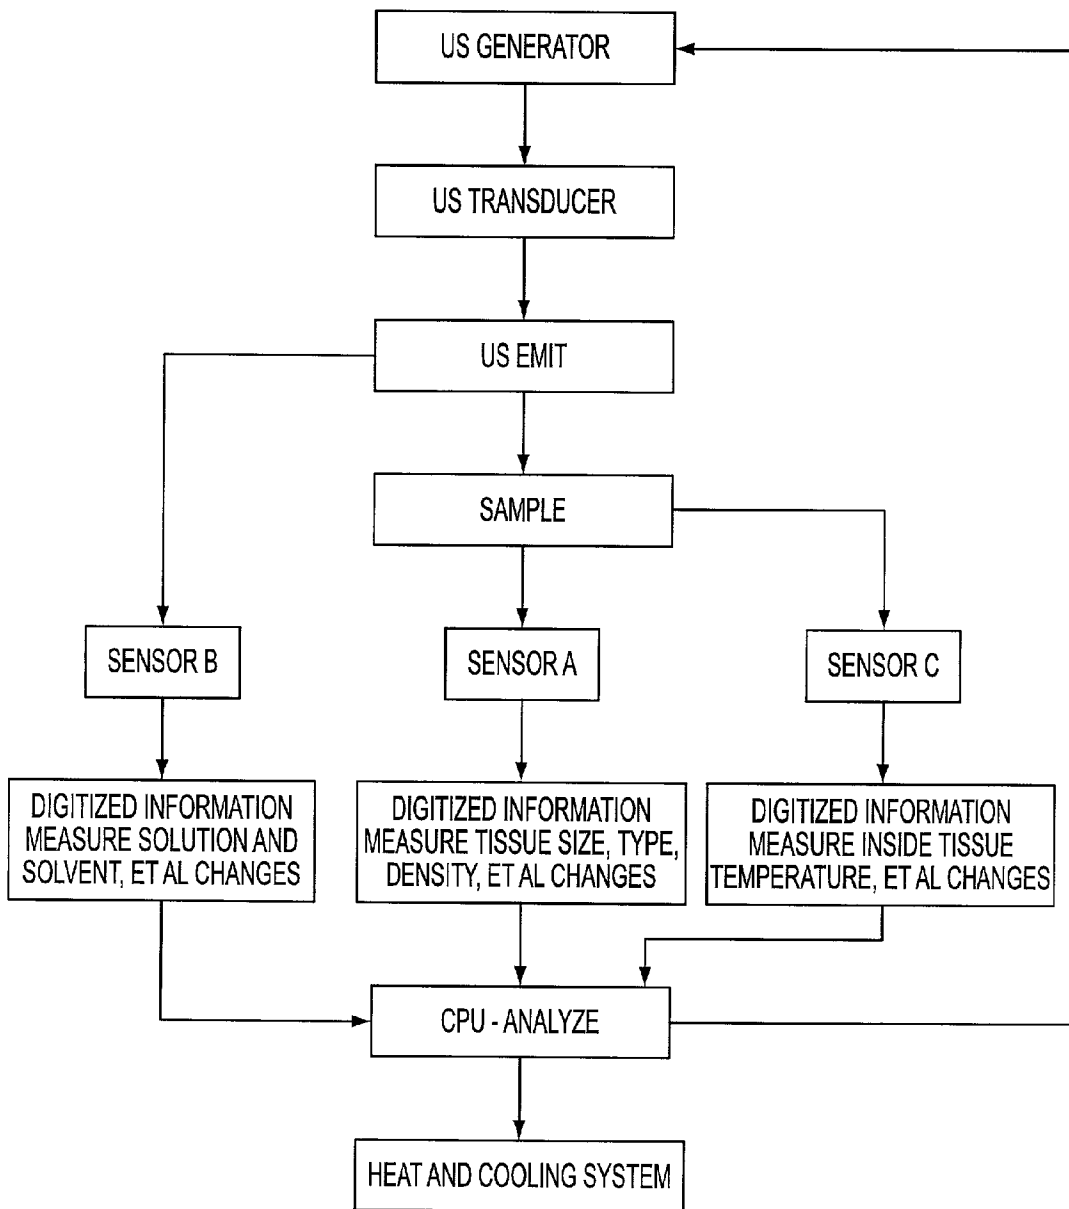 US GENERATOR
US TRANSDUCER
US EMIT
SAMPLE
SENSOR B
SENSOR A
SENSOR C
DIGITIZED INFORMATION
MEASURE SOLUTION AND
SOLVENT, ET AL CHANGES
DIGITIZED INFORMATION
MEASURE TISSUE SIZE, TYPE,
DENSITY, ET AL CHANGES
DIGITIZED INFORMATION
MEASURE INSIDE TISSUE
TEMPERATURE, ET AL CHANGES
CPU - ANALYZE
HEAT AND COOLING SYSTEM